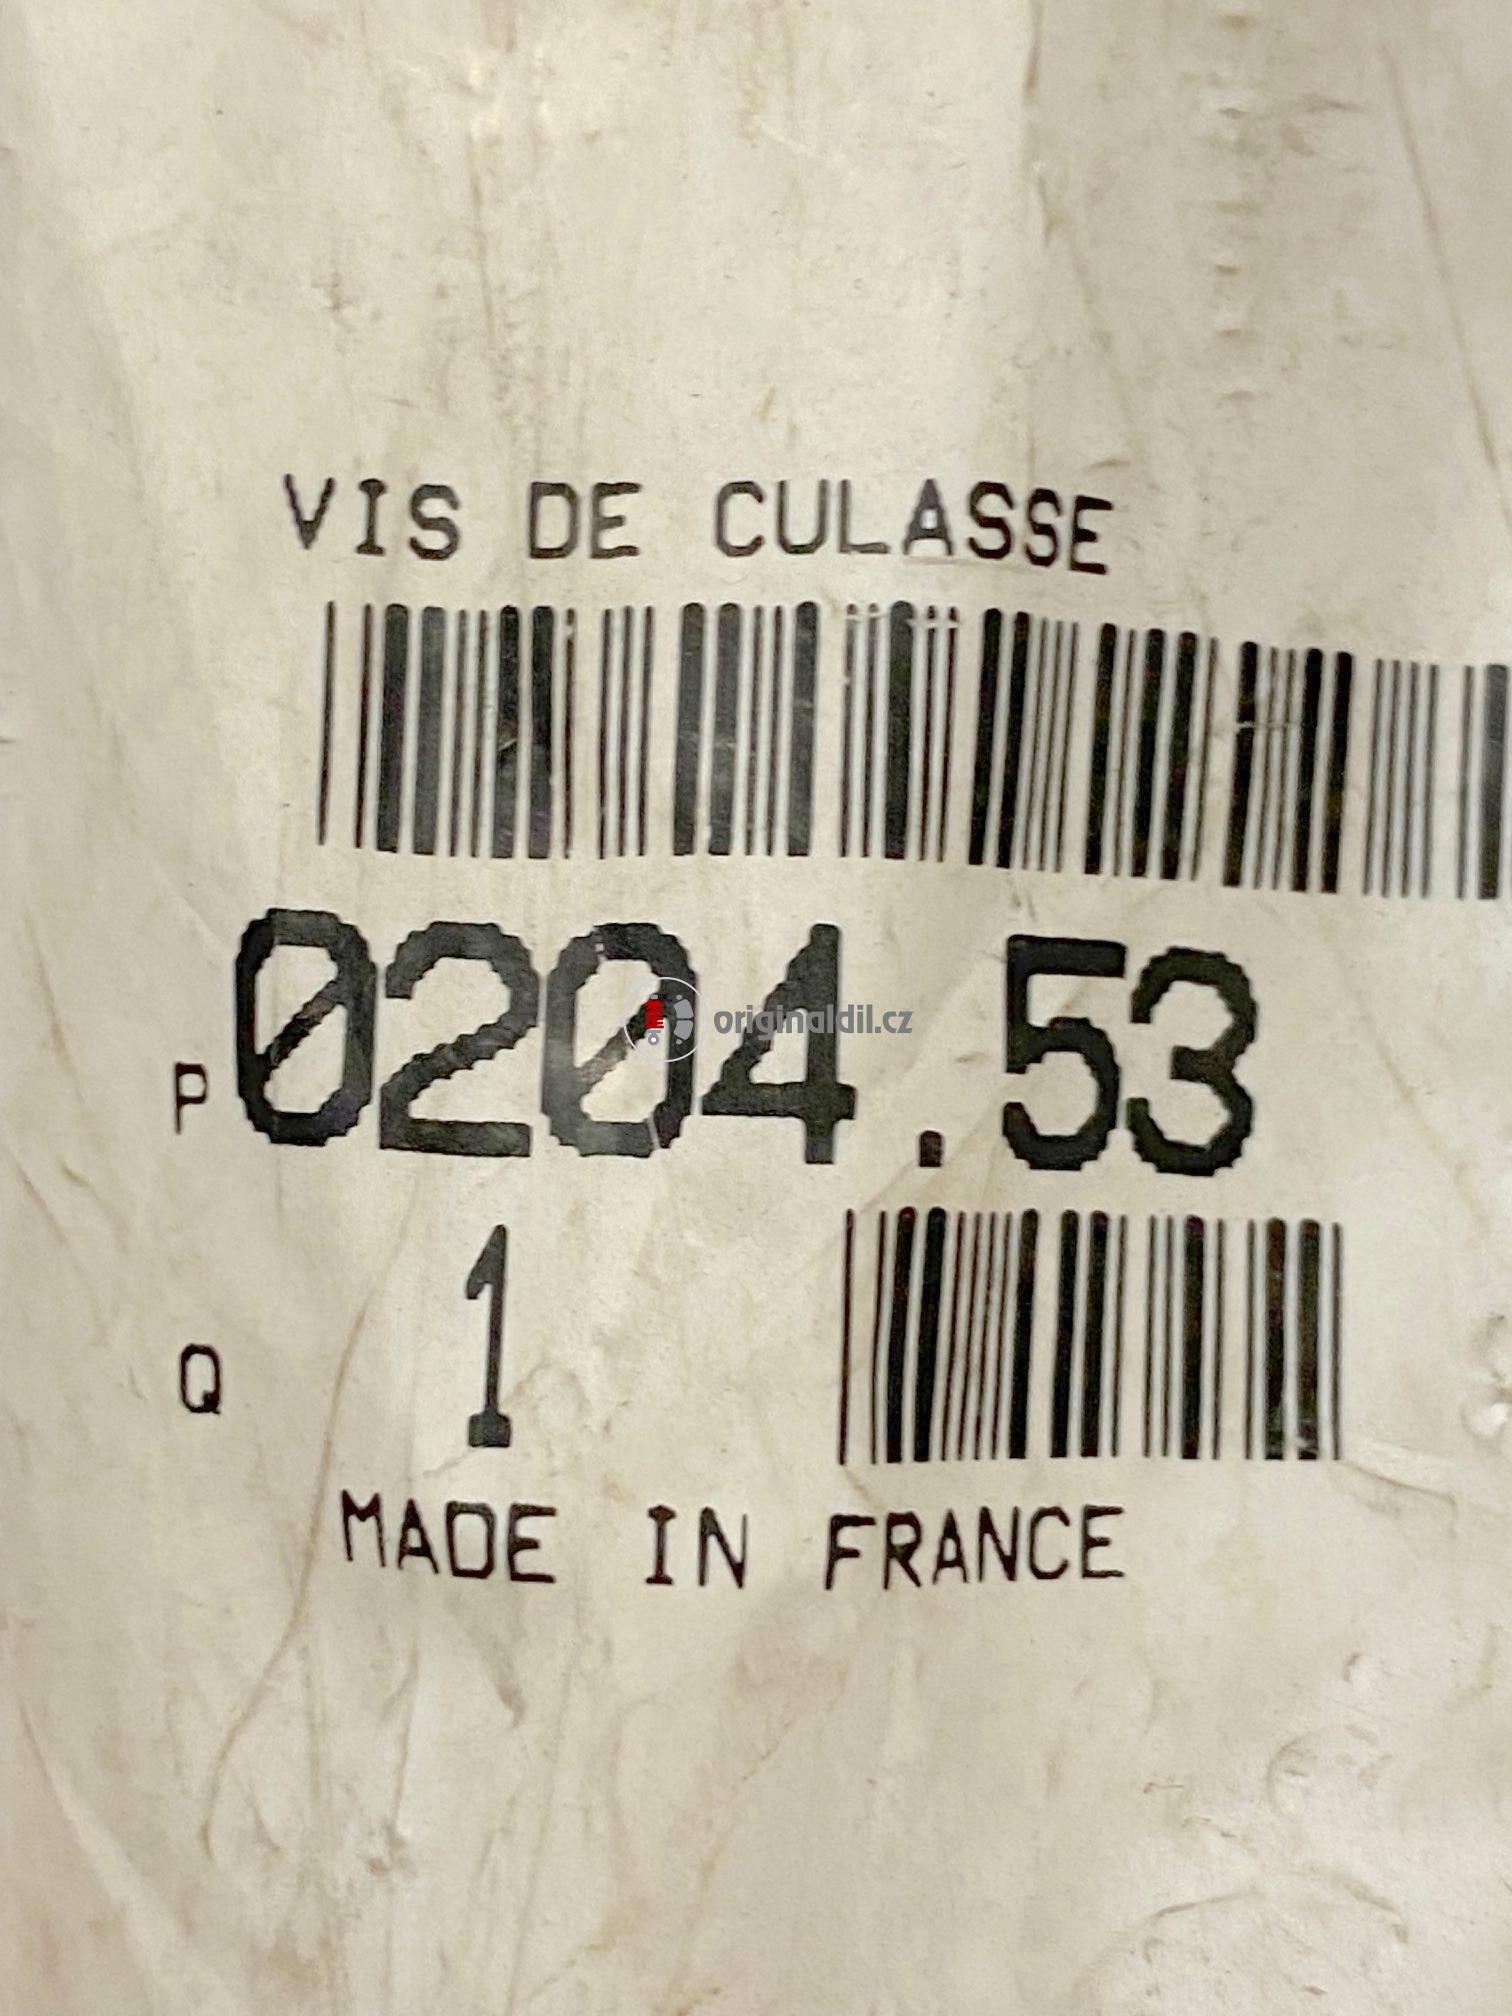 VIS DE CULASSE
P 0204.53
originaldil.cz
Q 1
MADE IN FRANCE